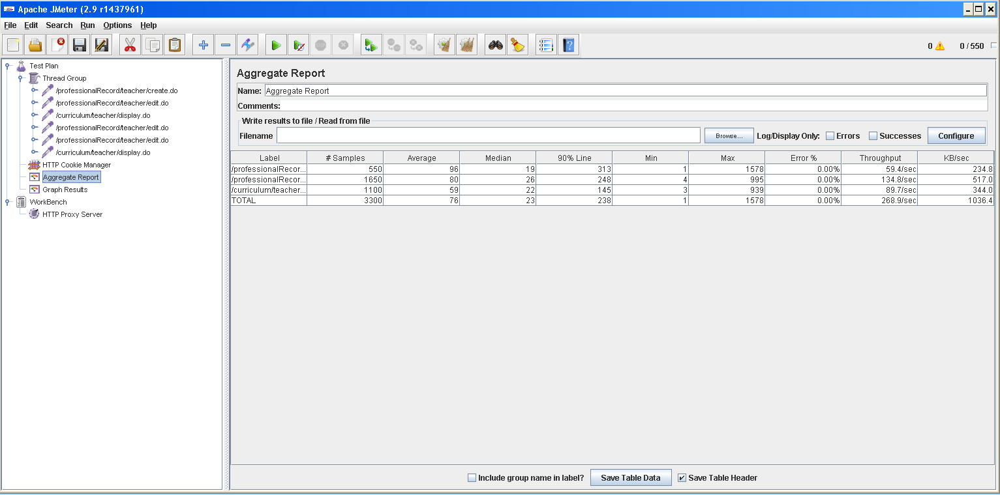 Apache JMeter (2.9 r1437961)
File Edit Search Run Options Help
0 0 / 550
Test Plan
Thread Group
/professionalRecord/teacher/create.do
/professionalRecord/teacher/edit.do
/curriculum/teacher/display.do
/professionalRecord/teacher/edit.do
/professionalRecord/teacher/edit.do
/curriculum/teacher/display.do
HTTP Cookie Manager
Aggregate Report
Graph Results
WorkBench
HTTP Proxy Server
Aggregate Report
Name: Aggregate Report
Comments:
Write results to file / Read from file
Filename Browse... Log/Display Only: Errors Successes Configure
Label # Samples Average Median 90% Line Min Max Error % Throughput KB/sec
/professionalRecor... 550 96 19 313 1 1578 0.00% 59.4/sec 234.8
/professionalRecor... 1650 80 26 248 4 995 0.00% 134.8/sec 517.0
/curriculum/teacher... 1100 59 22 145 3 939 0.00% 89.7/sec 344.0
TOTAL 3300 76 23 238 1 1578 0.00% 268.9/sec 1036.4
Include group name in label? Save Table Data Save Table Header